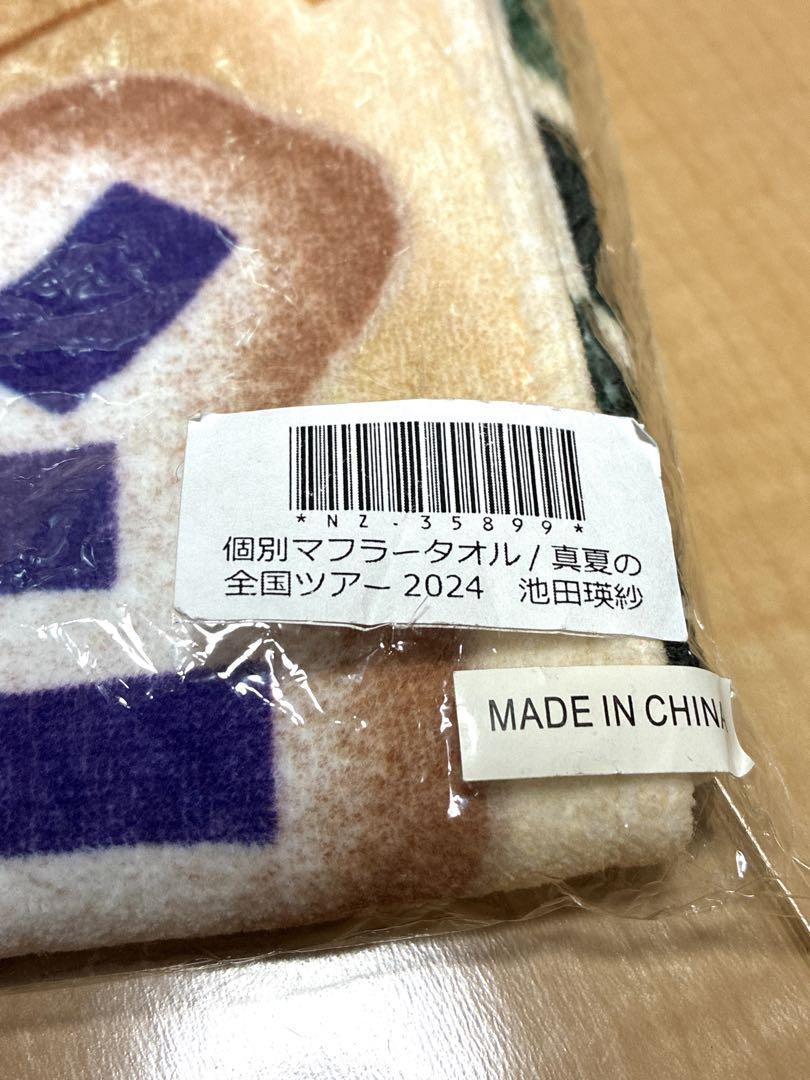 *NZ-35899*
個別マフラータオル / 真夏の
全国ツアー 2024　池田瑛紗
MADE IN CHINA